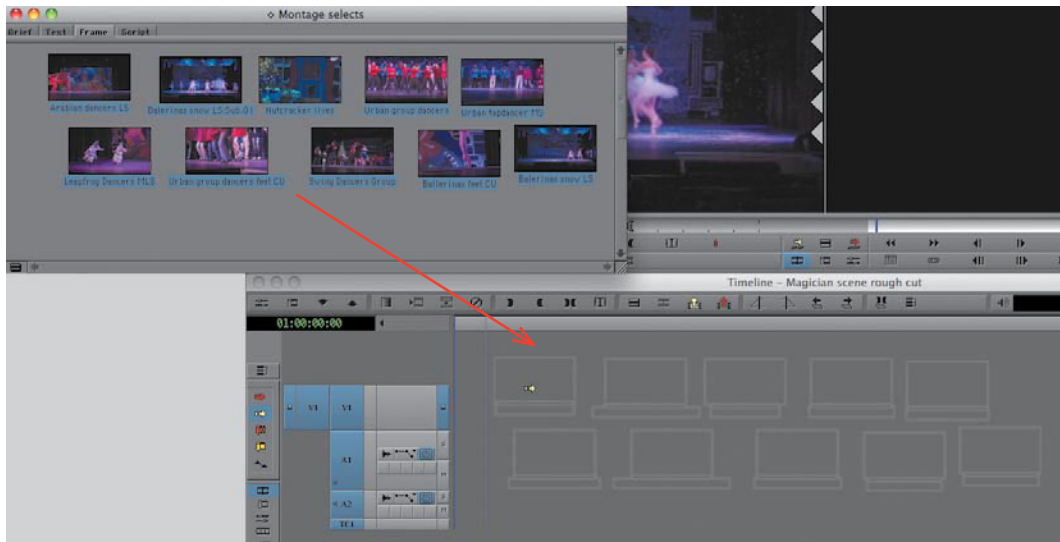 Montage selects
Brief Text Frame Script
Arabian dancers LS
Balerinas snow LS.Sub.01
Nutcracker lives
Urban group dancers
Urban tapdancer MS
Leapfrog Dancers MLS
Urban group dancers feet CU
Swing Dancers Group
Ballerinas feet CU
Balerinas snow LS
Timeline - Magician scene rough cut
01:00:00:00
V1 V1
A1
A2
TC1